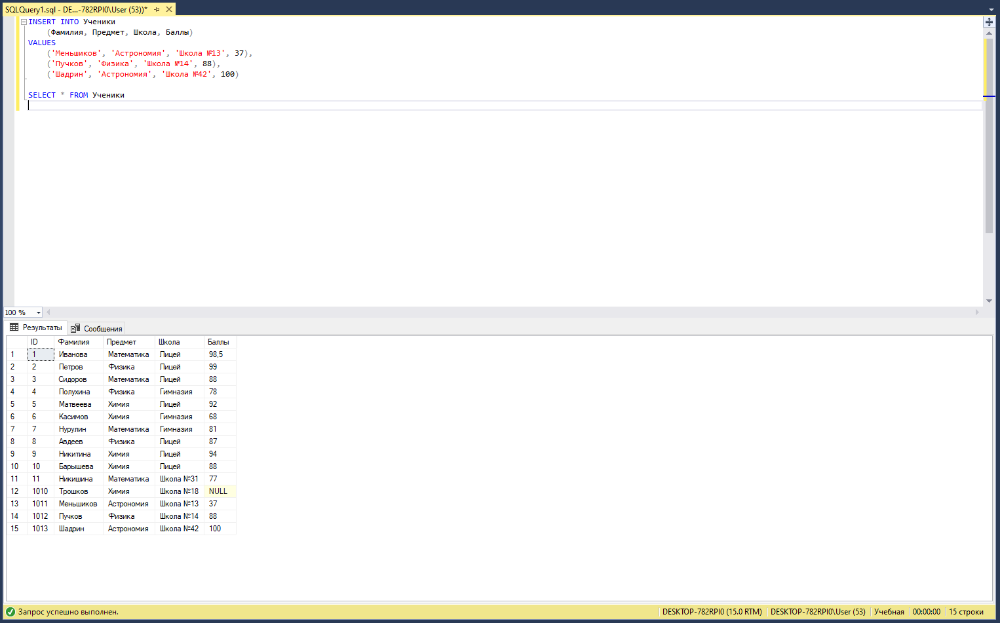 SQLQuery1.sql - DE...-782RPI0\User (53))*
INSERT INTO Ученики
(Фамилия, Предмет, Школа, Баллы)
VALUES
('Меньшиков', 'Астрономия', 'Школа №13', 37),
('Пучков', 'Физика', 'Школа №14', 88),
('Шадрин', 'Астрономия', 'Школа №42', 100)
SELECT * FROM Ученики
100 %
Результаты Сообщения
ID Фамилия Предмет Школа Баллы
1 1 Иванова Математика Лицей 98,5
2 2 Петров Физика Лицей 99
3 3 Сидоров Математика Лицей 88
4 4 Полухина Физика Гимназия 78
5 5 Матвеева Химия Лицей 92
6 6 Касимов Химия Гимназия 68
7 7 Нурулин Математика Гимназия 81
8 8 Авдеев Физика Лицей 87
9 9 Никитина Химия Лицей 94
10 10 Барышева Химия Лицей 88
11 11 Никишина Математика Школа №31 77
12 1010 Трошков Химия Школа №18 NULL
13 1011 Меньшиков Астрономия Школа №13 37
14 1012 Пучков Физика Школа №14 88
15 1013 Шадрин Астрономия Школа №42 100
Запрос успешно выполнен. DESKTOP-782RPI0 (15.0 RTM) DESKTOP-782RPI0\User (53) Учебная 00:00:00 15 строки